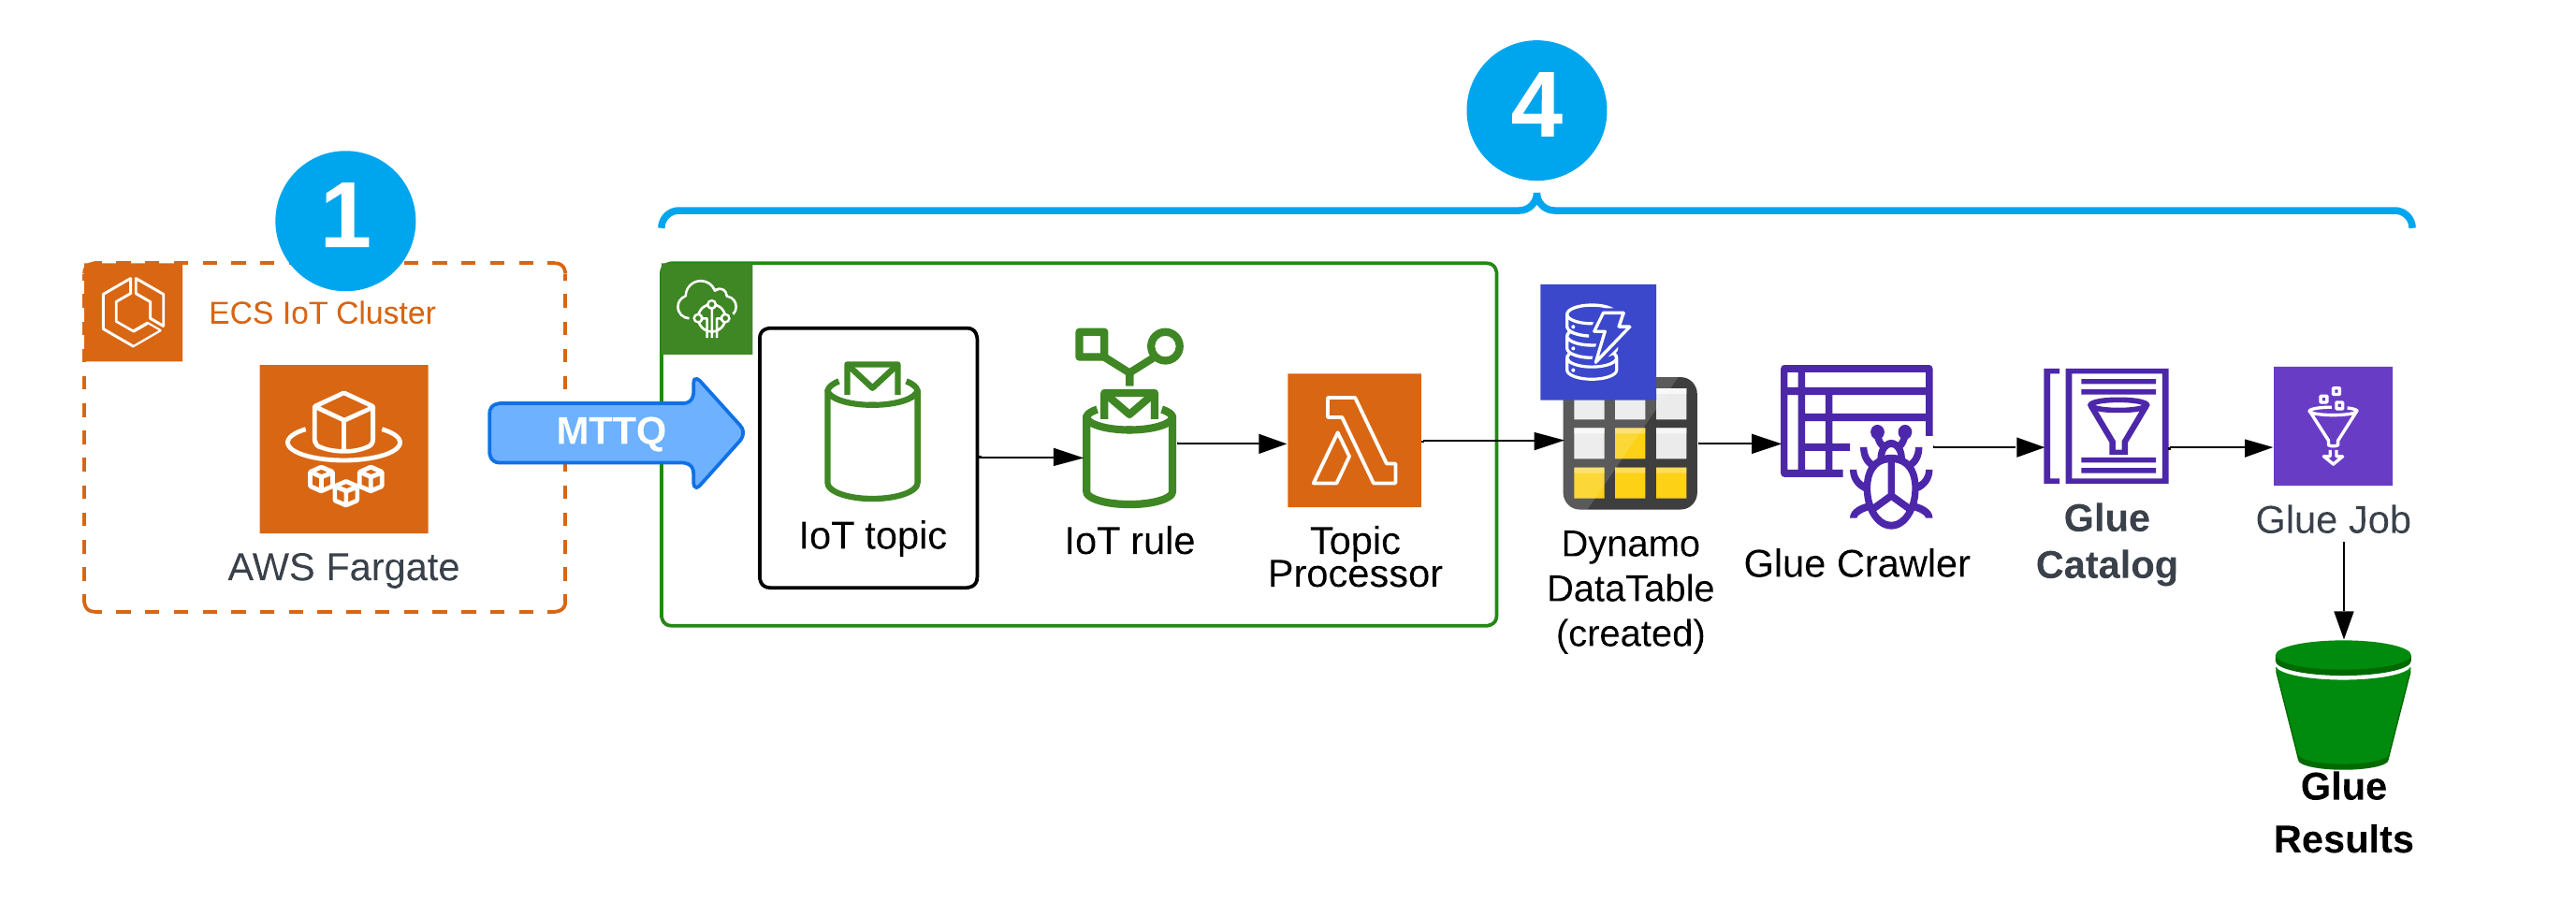 4
1
ECS IoT Cluster
MTTQ
AWS Fargate
IoT topic
IoT rule
Topic
Processor
Dynamo
DataTable
(created)
Glue Crawler
Glue
Catalog
Glue Job
Glue
Results